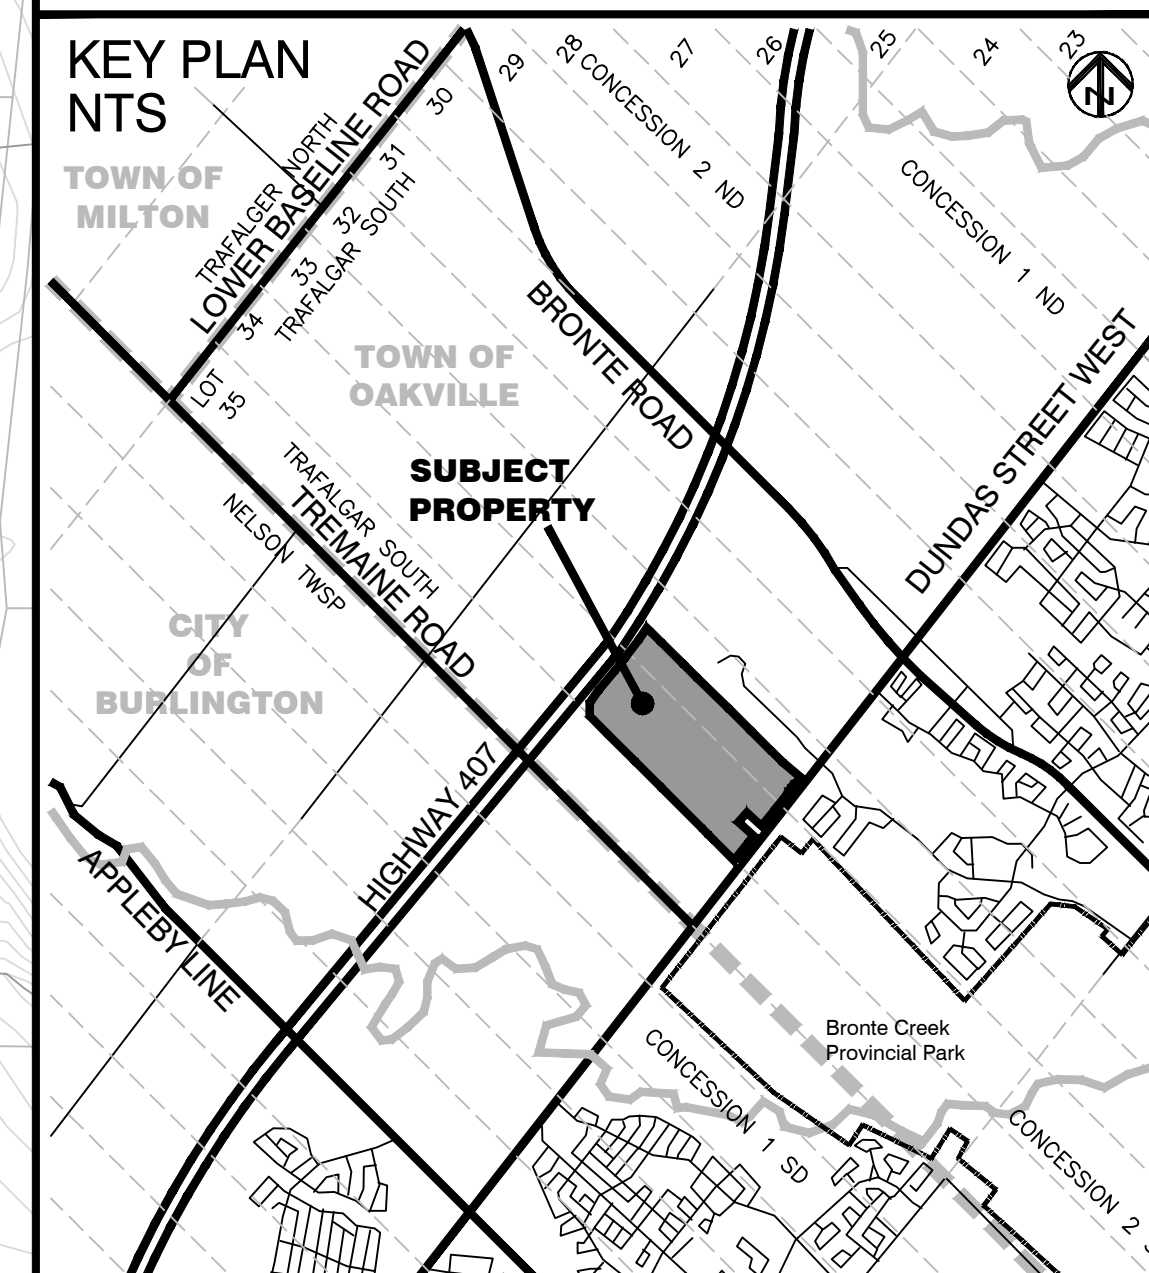 KEY PLAN
NTS
29
28
27
26
25
24
23
N
CONCESSION 2 ND
CONCESSION 1 ND
TOWN OF
MILTON
TRAFALGER NORTH
LOWER BASELINE ROAD
30
31
32
33
34
TRAFALGAR SOUTH
LOT
35
TOWN OF
OAKVILLE
BRONTE ROAD
DUNDAS STREET WEST
SUBJECT
PROPERTY
TRAFALGAR SOUTH
TREMAINE ROAD
NELSON TWSP
CITY
OF
BURLINGTON
HIGHWAY 407
APPLEBY LINE
Bronte Creek
Provincial Park
CONCESSION 1 SD
CONCESSION 2